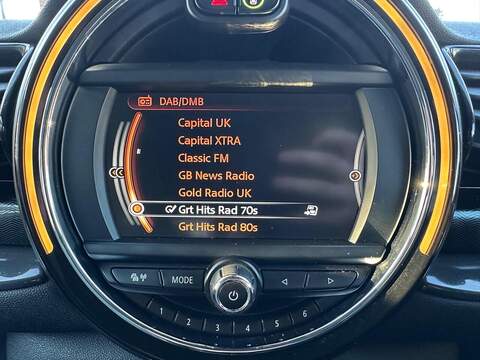 DAB/DMB
Capital UK
Capital XTRA
Classic FM
GB News Radio
Gold Radio UK
Grt Hits Rad 70s
Grt Hits Rad 80s
MODE
1 2 3 4 5 6